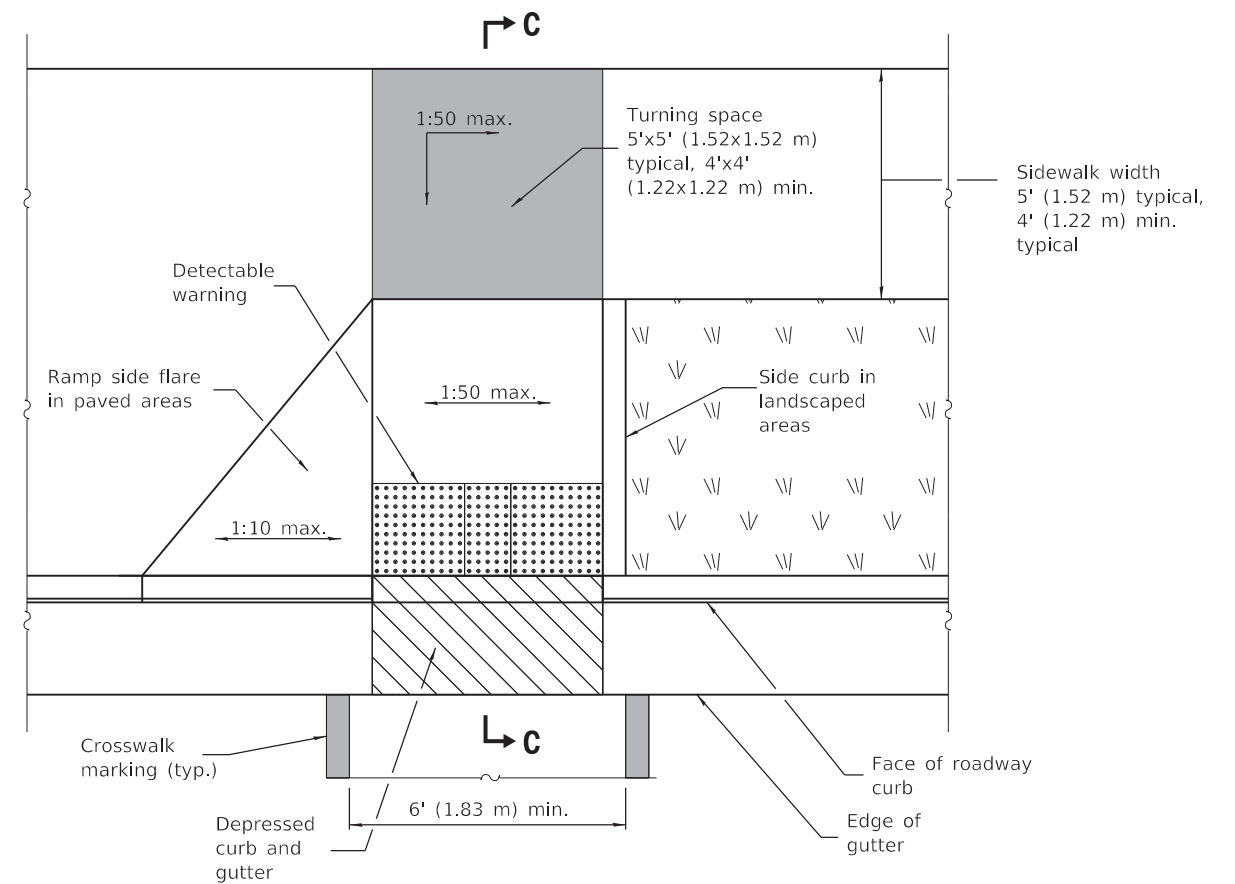 C
1:50 max.
Turning space
5'x5' (1.52x1.52 m)
typical, 4'x4'
(1.22x1.22 m) min.
Sidewalk width
5' (1.52 m) typical,
4' (1.22 m) min.
typical
Detectable
warning
Ramp side flare
in paved areas
1:50 max.
Side curb in
landscaped
areas
1:10 max.
C
Crosswalk
marking (typ.)
6' (1.83 m) min.
Depressed
curb and
gutter
Face of roadway
curb
Edge of
gutter